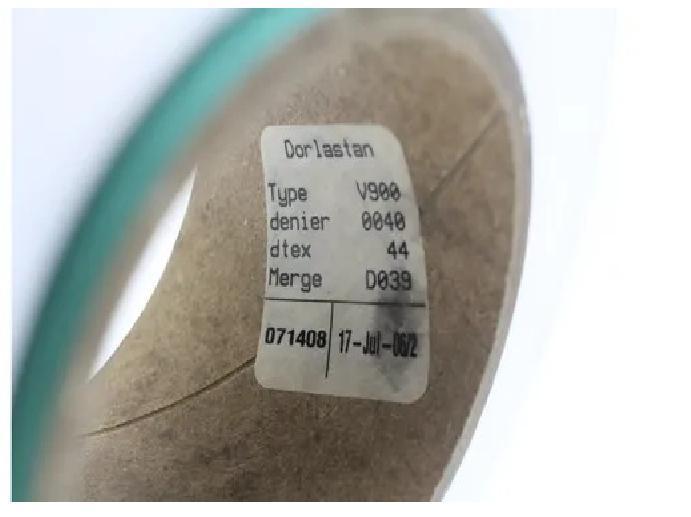 Dorlastan
Type V900
denier 0040
dtex 44
Merge D039
071408 17-Jul-06/2